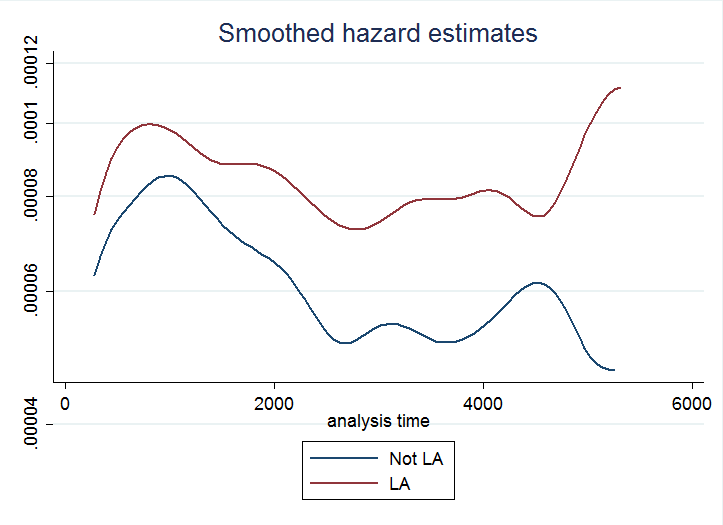 Smoothed hazard estimates
.00012
.0001
.00008
.00006
.00004
0 2000 4000 6000
analysis time
Not LA
LA